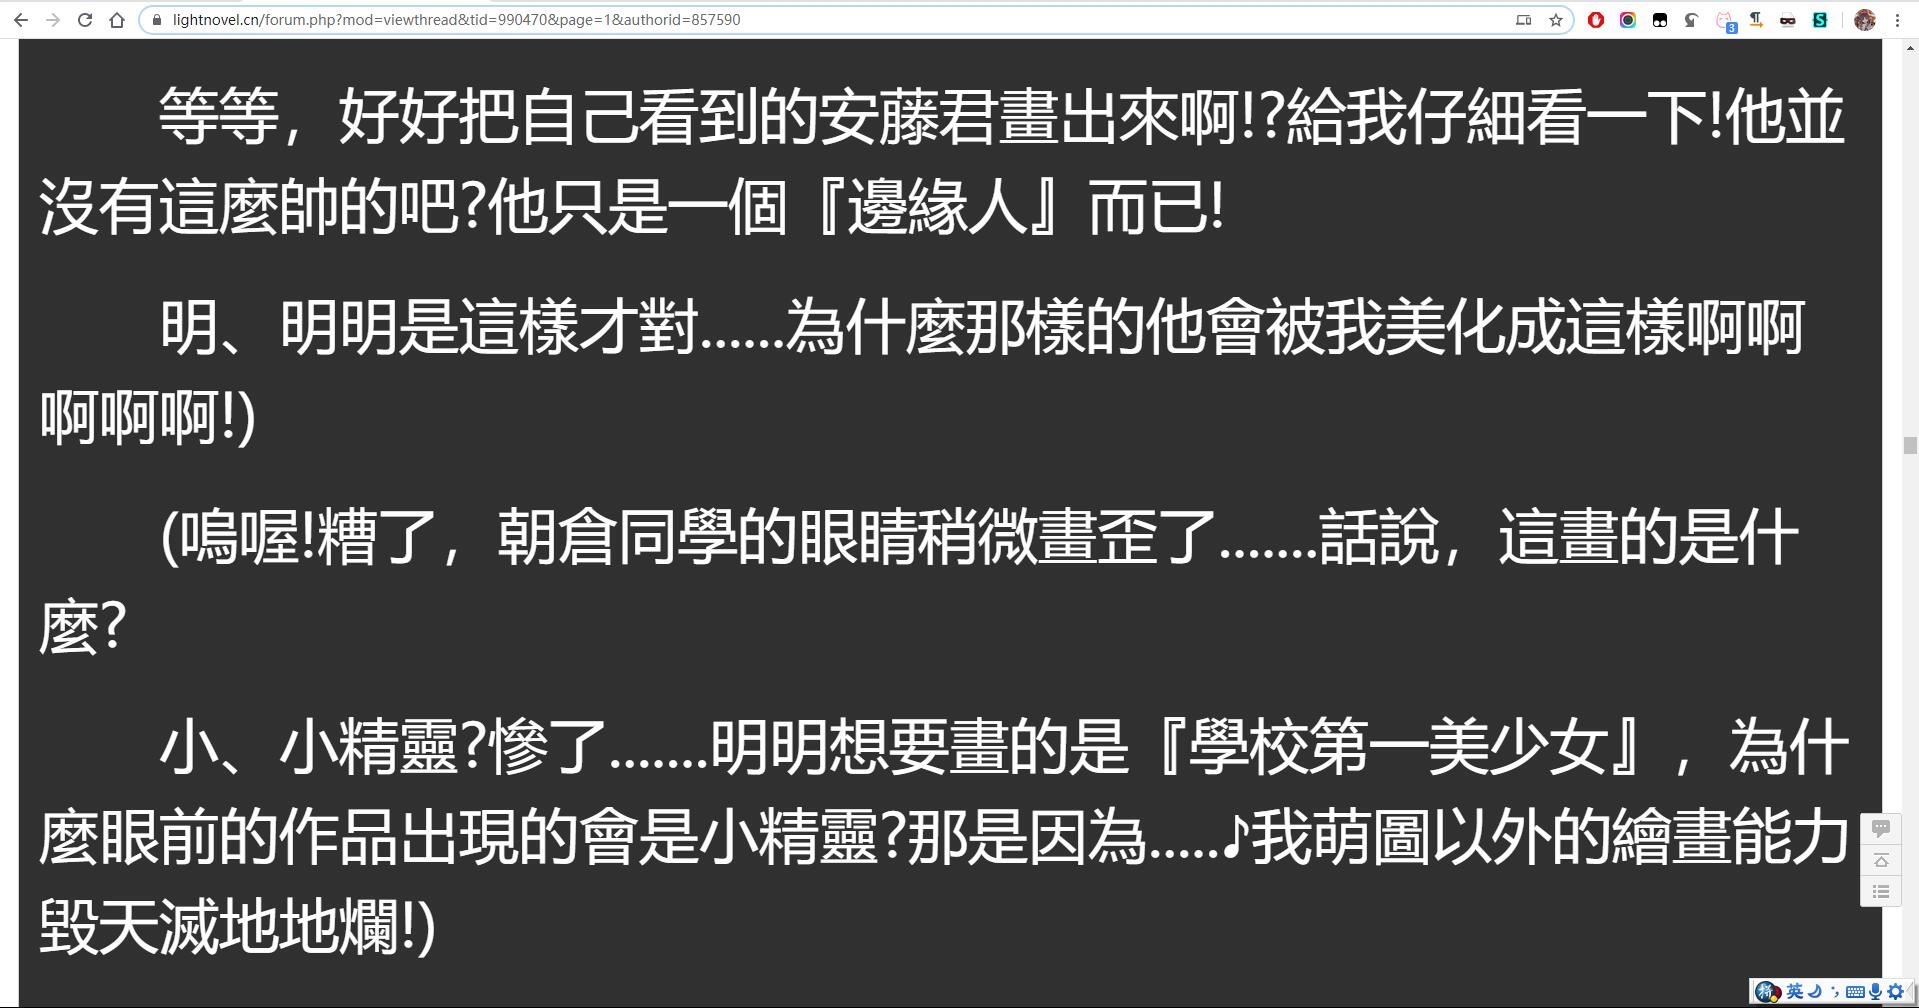 lightnovel.cn/forum.php?mod=viewthread&tid=990470&page=1&authorid=857590
3
等等，好好把自己看到的安藤君畫出來啊!?給我仔細看一下!他並
沒有這麼帥的吧?他只是一個『邊緣人』而已!
明、明明是這樣才對......為什麼那樣的他會被我美化成這樣啊啊
啊啊啊!)
(嗚喔!糟了，朝倉同學的眼睛稍微畫歪了.......話說，這畫的是什
麼?
小、小精靈?慘了.......明明想要畫的是『學校第一美少女』，為什
麼眼前的作品出現的會是小精靈?那是因為.....♪我萌圖以外的繪畫能力
毀天滅地地爛!)
英